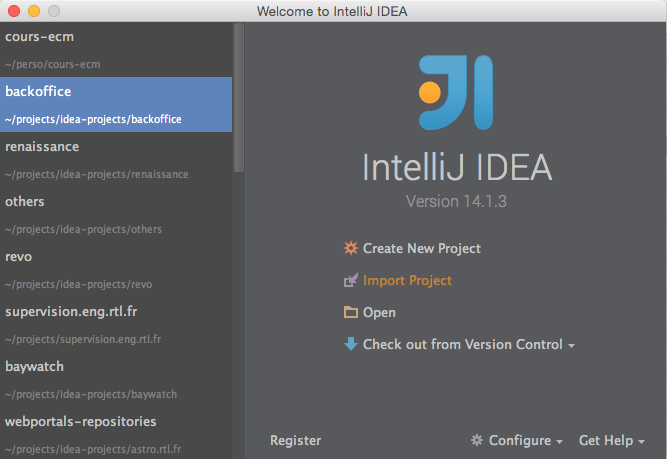 Welcome to IntelliJ IDEA
cours-ecm
~/perso/cours-ecm
backoffice
~/projects/idea-projects/backoffice
renaissance
~/projects/idea-projects/renaissance
others
~/projects/idea-projects/others
revo
~/projects/idea-projects/revo
supervision.eng.rtl.fr
~/projects/supervision.eng.rtl.fr
baywatch
~/projects/idea-projects/baywatch
webportals-repositories
~/projects/idea-projects/astro.rtl.fr
IntelliJ IDEA
Version 14.1.3
Create New Project
Import Project
Open
Check out from Version Control
Register
Configure
Get Help